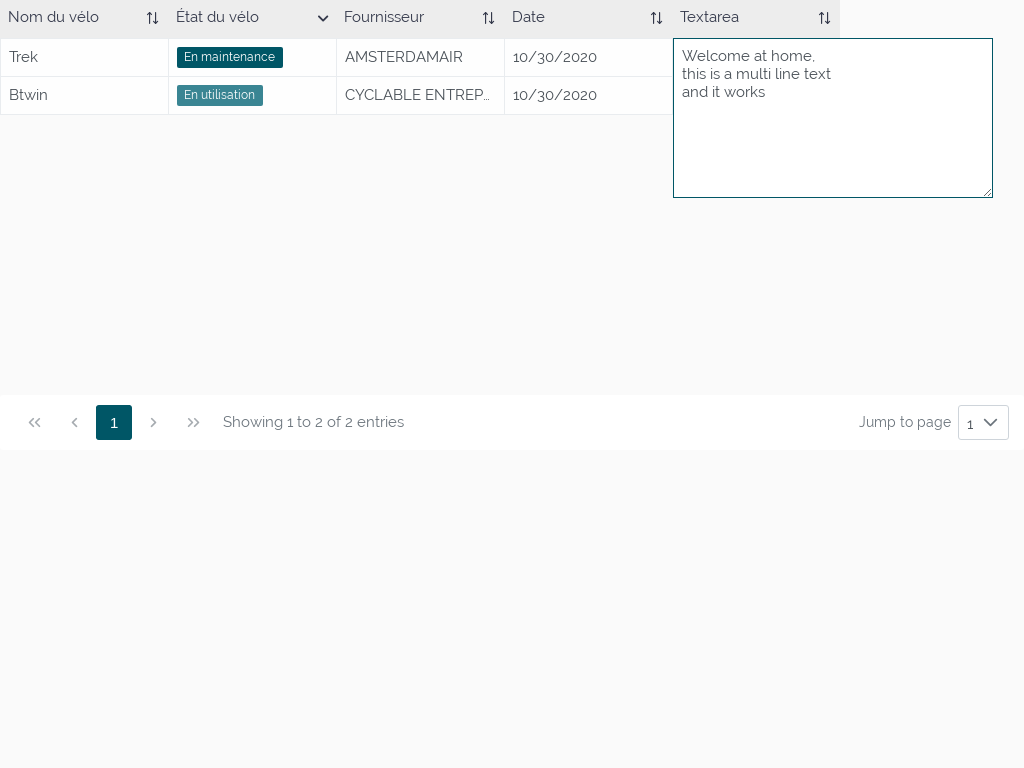 Nom du vélo État du vélo Fournisseur Date Textarea
Trek En maintenance AMSTERDAMAIR 10/30/2020 Welcome at home,
this is a multi line text
and it works
Btwin En utilisation CYCLABLE ENTREP... 10/30/2020
1 Showing 1 to 2 of 2 entries Jump to page 1